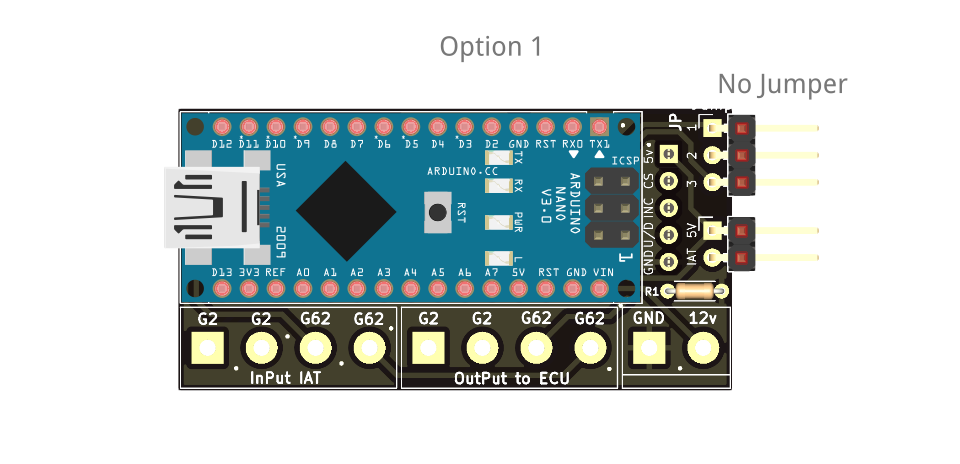 Option 1
No Jumper
JP
D12 D11 D10 D9 D8 D7 D6 D5 D4 D3 D2 GND RST RX0 TX1
1
2
3
5V
IAT
5v
CS
INC
U/D
GND
ICSP
1
TX
RX
PWR
L
ARDUINO.CC
RST
ARDUINO
NANO
V3.0
USA
2009
D13 3V3 REF A0 A1 A2 A3 A4 A5 A6 A7 5V RST GND VIN
R1
G2 G2 G62 G62
InPut IAT
G2 G2 G62 G62
OutPut to ECU
GND 12v